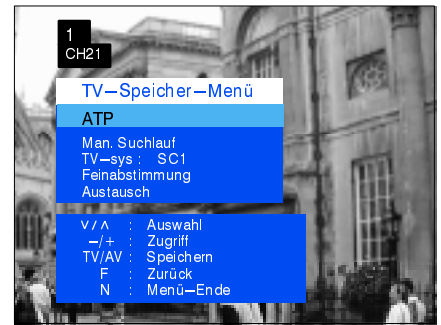 1
CH21
TV–Speicher–Menü
ATP
Man. Suchlauf
TV–sys : SC1
Feinabstimmung
Austausch
∨/∧ : Auswahl
–/+ : Zugriff
TV/AV : Speichern
F : Zurück
N : Menü–Ende